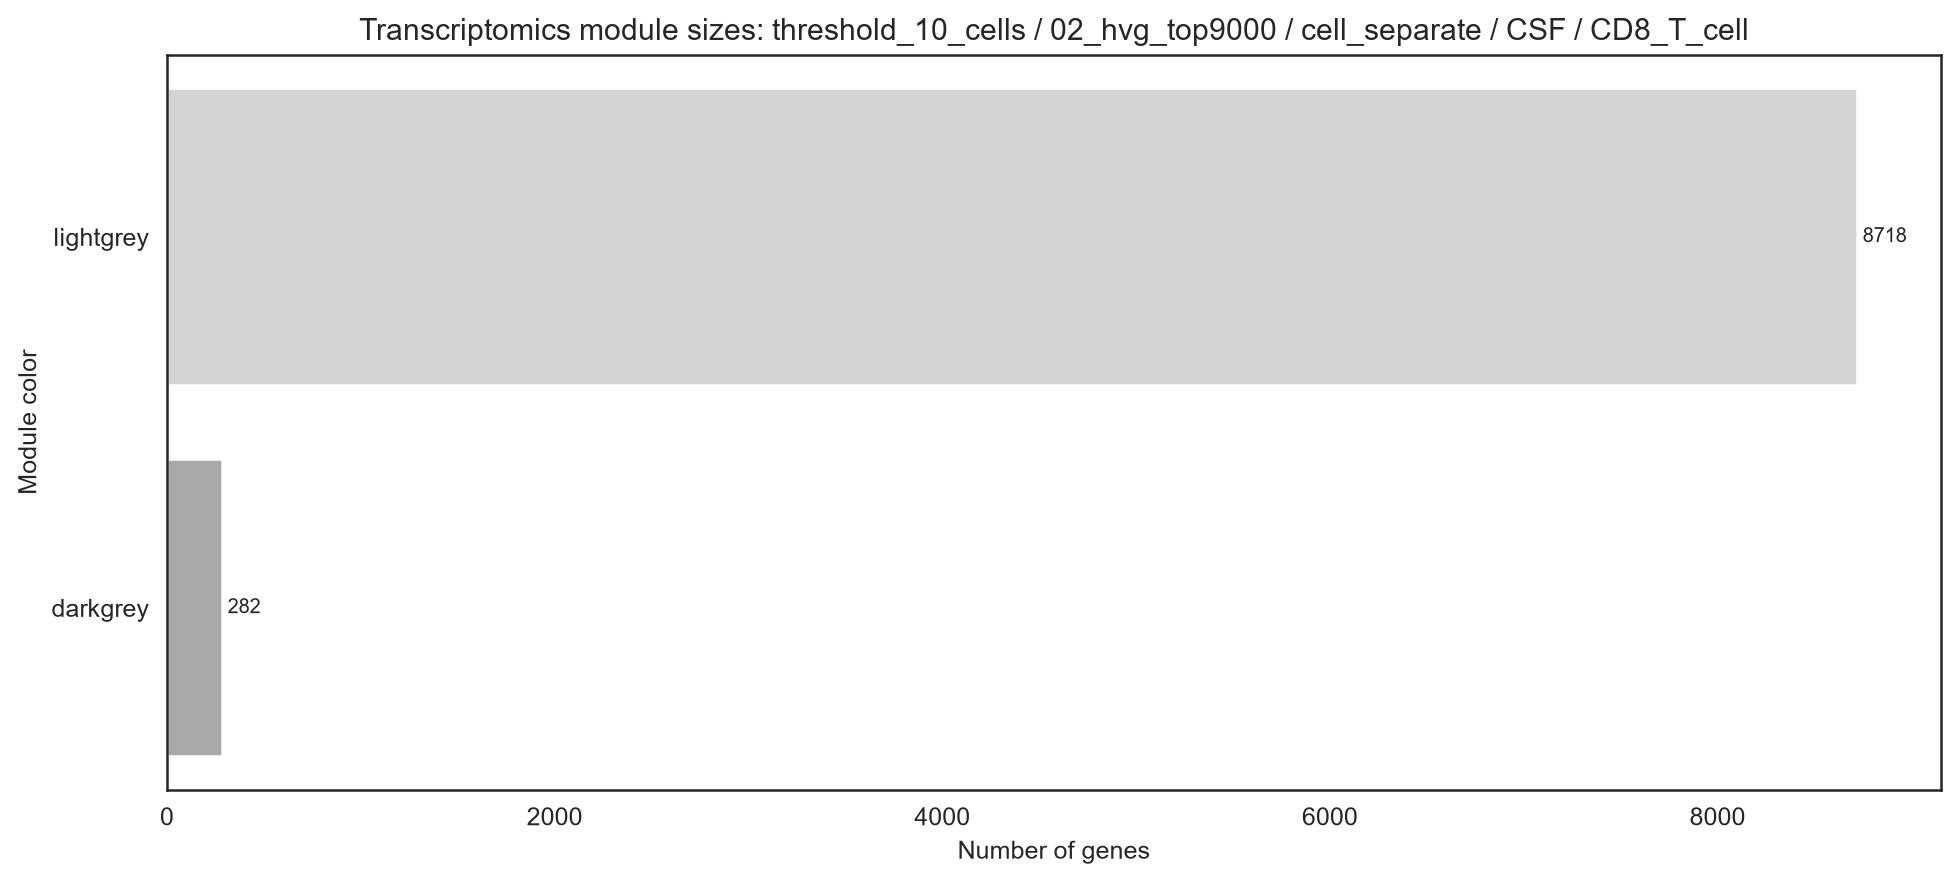 Transcriptomics module sizes: threshold_10_cells / 02_hvg_top9000 / cell_separate / CSF / CD8_T_cell
lightgrey
8718
Module color
darkgrey
282
0 2000 4000 6000 8000
Number of genes